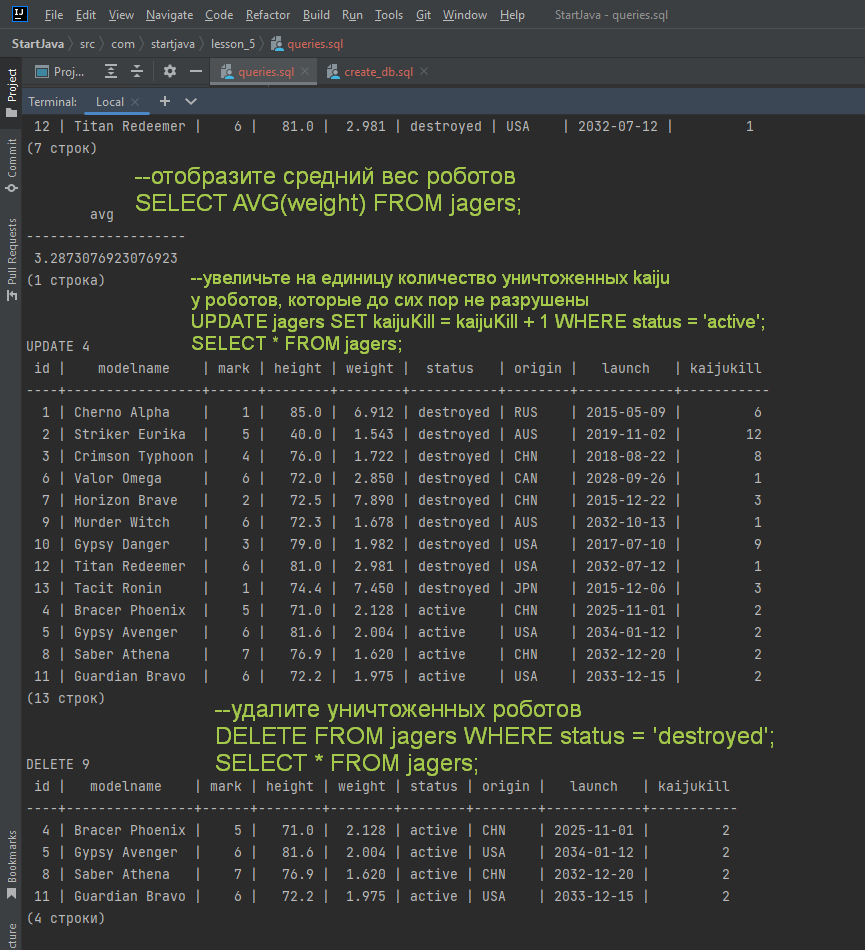 File Edit View Navigate Code Refactor Build Run Tools Git Window Help StartJava - queries.sql
StartJava src com startjava lesson_5 queries.sql
Project
Proj... queries.sql create_db.sql
Terminal: Local
12 | Titan Redeemer | 6 | 81.0 | 2.981 | destroyed | USA | 2032-07-12 | 1
(7 строк)
Commit
--отобразите средний вес роботов
SELECT AVG(weight) FROM jagers;
avg
--------------------
3.2873076923076923
(1 строка)
Pull Requests
--увеличьте на единицу количество уничтоженных kaiju
у роботов, которые до сих пор не разрушены
UPDATE jagers SET kaijuKill = kaijuKill + 1 WHERE status = 'active';
SELECT * FROM jagers;
UPDATE 4
id | modelname | mark | height | weight | status | origin | launch | kaijukill
----+-----------------+------+--------+--------+-----------+--------+------------+-----------
1 | Cherno Alpha | 1 | 85.0 | 6.912 | destroyed | RUS | 2015-05-09 | 6
2 | Striker Eurika | 5 | 40.0 | 1.543 | destroyed | AUS | 2019-11-02 | 12
3 | Crimson Typhoon | 4 | 76.0 | 1.722 | destroyed | CHN | 2018-08-22 | 8
6 | Valor Omega | 6 | 72.0 | 2.850 | destroyed | CAN | 2028-09-26 | 1
7 | Horizon Brave | 2 | 72.5 | 7.890 | destroyed | CHN | 2015-12-22 | 3
9 | Murder Witch | 6 | 72.3 | 1.678 | destroyed | AUS | 2032-10-13 | 1
10 | Gypsy Danger | 3 | 79.0 | 1.982 | destroyed | USA | 2017-07-10 | 9
12 | Titan Redeemer | 6 | 81.0 | 2.981 | destroyed | USA | 2032-07-12 | 1
13 | Tacit Ronin | 1 | 74.4 | 7.450 | destroyed | JPN | 2015-12-06 | 3
4 | Bracer Phoenix | 5 | 71.0 | 2.128 | active | CHN | 2025-11-01 | 2
5 | Gypsy Avenger | 6 | 81.6 | 2.004 | active | USA | 2034-01-12 | 2
8 | Saber Athena | 7 | 76.9 | 1.620 | active | CHN | 2032-12-20 | 2
11 | Guardian Bravo | 6 | 72.2 | 1.975 | active | USA | 2033-12-15 | 2
(13 строк)
--удалите уничтоженных роботов
DELETE FROM jagers WHERE status = 'destroyed';
SELECT * FROM jagers;
DELETE 9
id | modelname | mark | height | weight | status | origin | launch | kaijukill
----+----------------+------+--------+--------+--------+--------+------------+-----------
4 | Bracer Phoenix | 5 | 71.0 | 2.128 | active | CHN | 2025-11-01 | 2
5 | Gypsy Avenger | 6 | 81.6 | 2.004 | active | USA | 2034-01-12 | 2
8 | Saber Athena | 7 | 76.9 | 1.620 | active | CHN | 2032-12-20 | 2
11 | Guardian Bravo | 6 | 72.2 | 1.975 | active | USA | 2033-12-15 | 2
(4 строки)
Bookmarks
cture